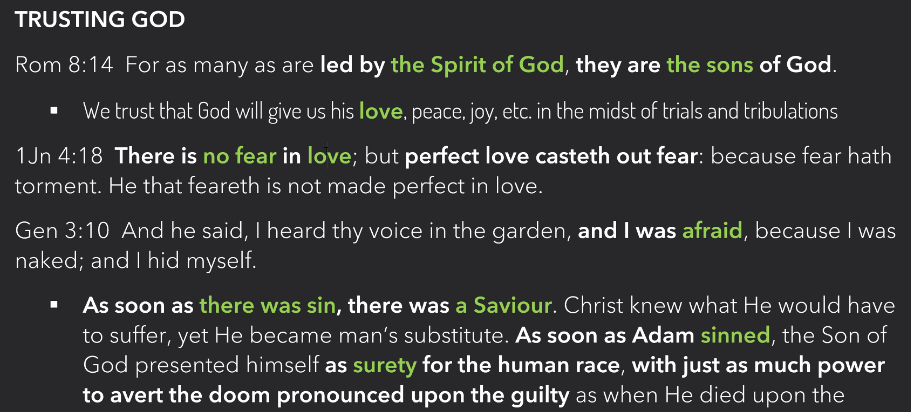 TRUSTING GOD
Rom 8:14  For as many as are led by the Spirit of God, they are the sons of God.
▪ We trust that God will give us his love, peace, joy, etc. in the midst of trials and tribulations
1Jn 4:18  There is no fear in love; but perfect love casteth out fear: because fear hath
torment. He that feareth is not made perfect in love.
Gen 3:10  And he said, I heard thy voice in the garden, and I was afraid, because I was
naked; and I hid myself.
▪ As soon as there was sin, there was a Saviour. Christ knew what He would have
to suffer, yet He became man’s substitute. As soon as Adam sinned, the Son of
God presented himself as surety for the human race, with just as much power
to avert the doom pronounced upon the guilty as when He died upon the